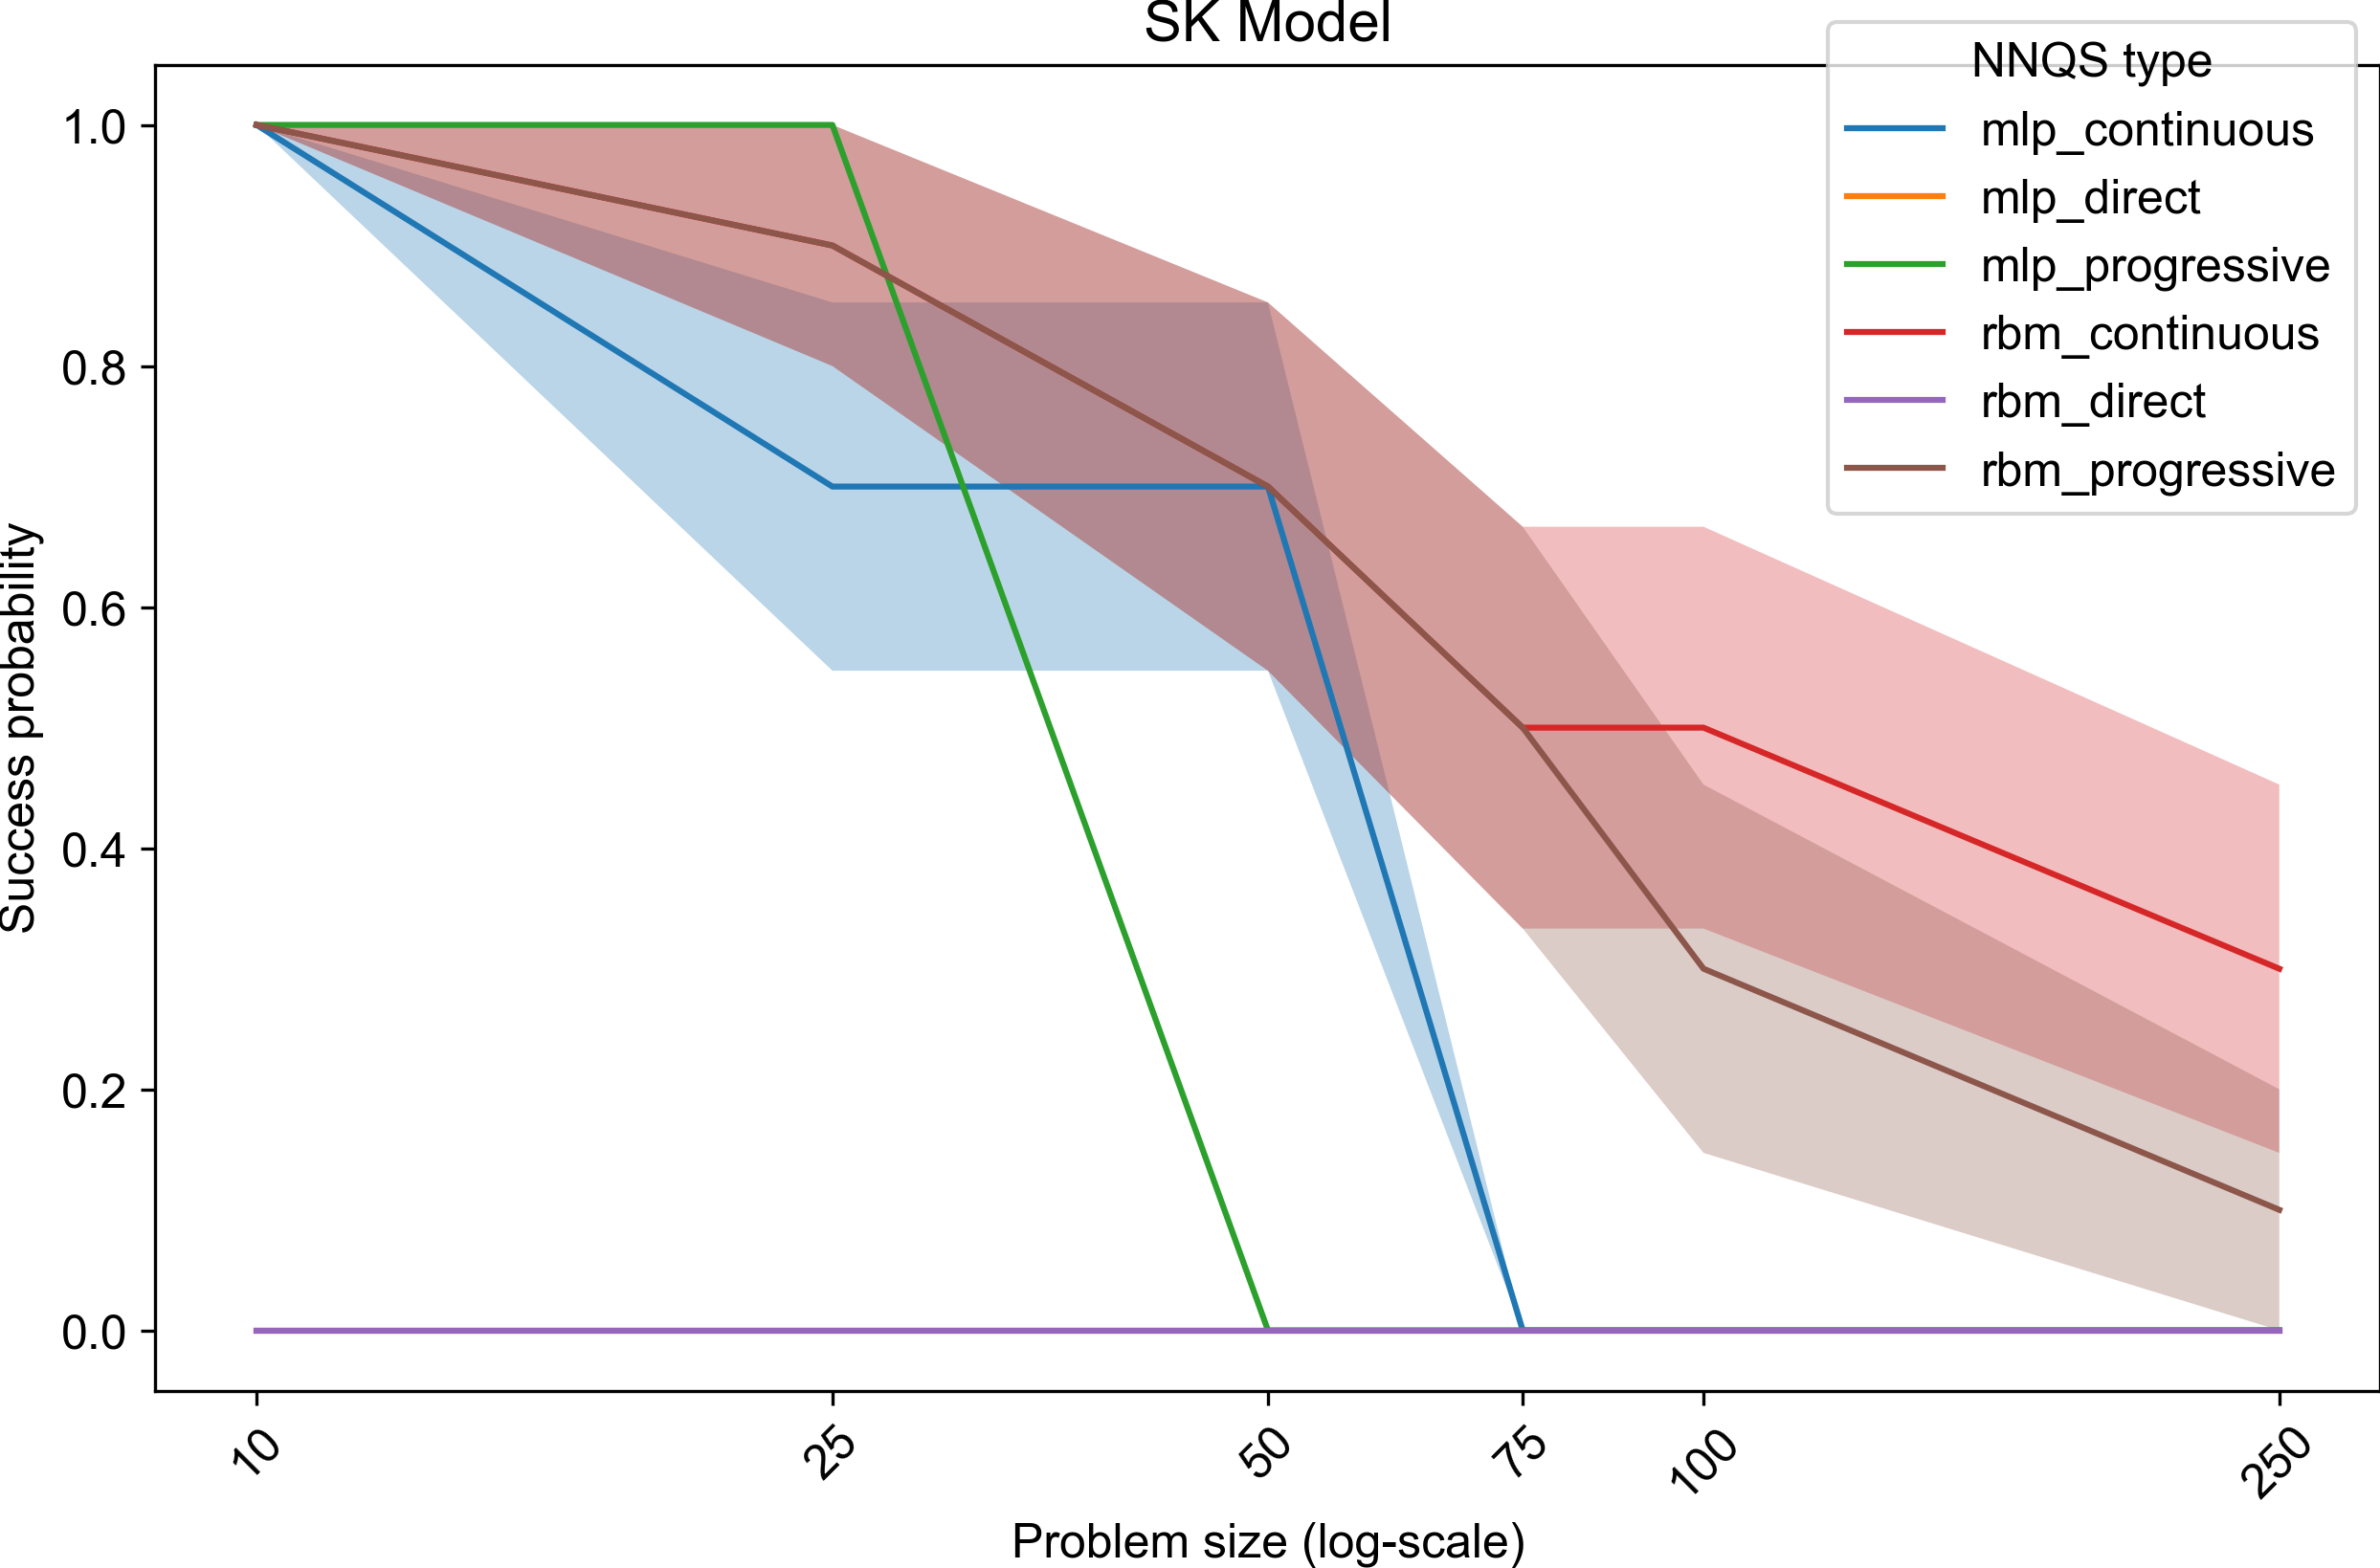 SK Model
NNQS type
mlp_continuous
mlp_direct
mlp_progressive
rbm_continuous
rbm_direct
rbm_progressive
Success probability
1.0
0.8
0.6
0.4
0.2
0.0
10
25
50
75
100
250
Problem size (log-scale)